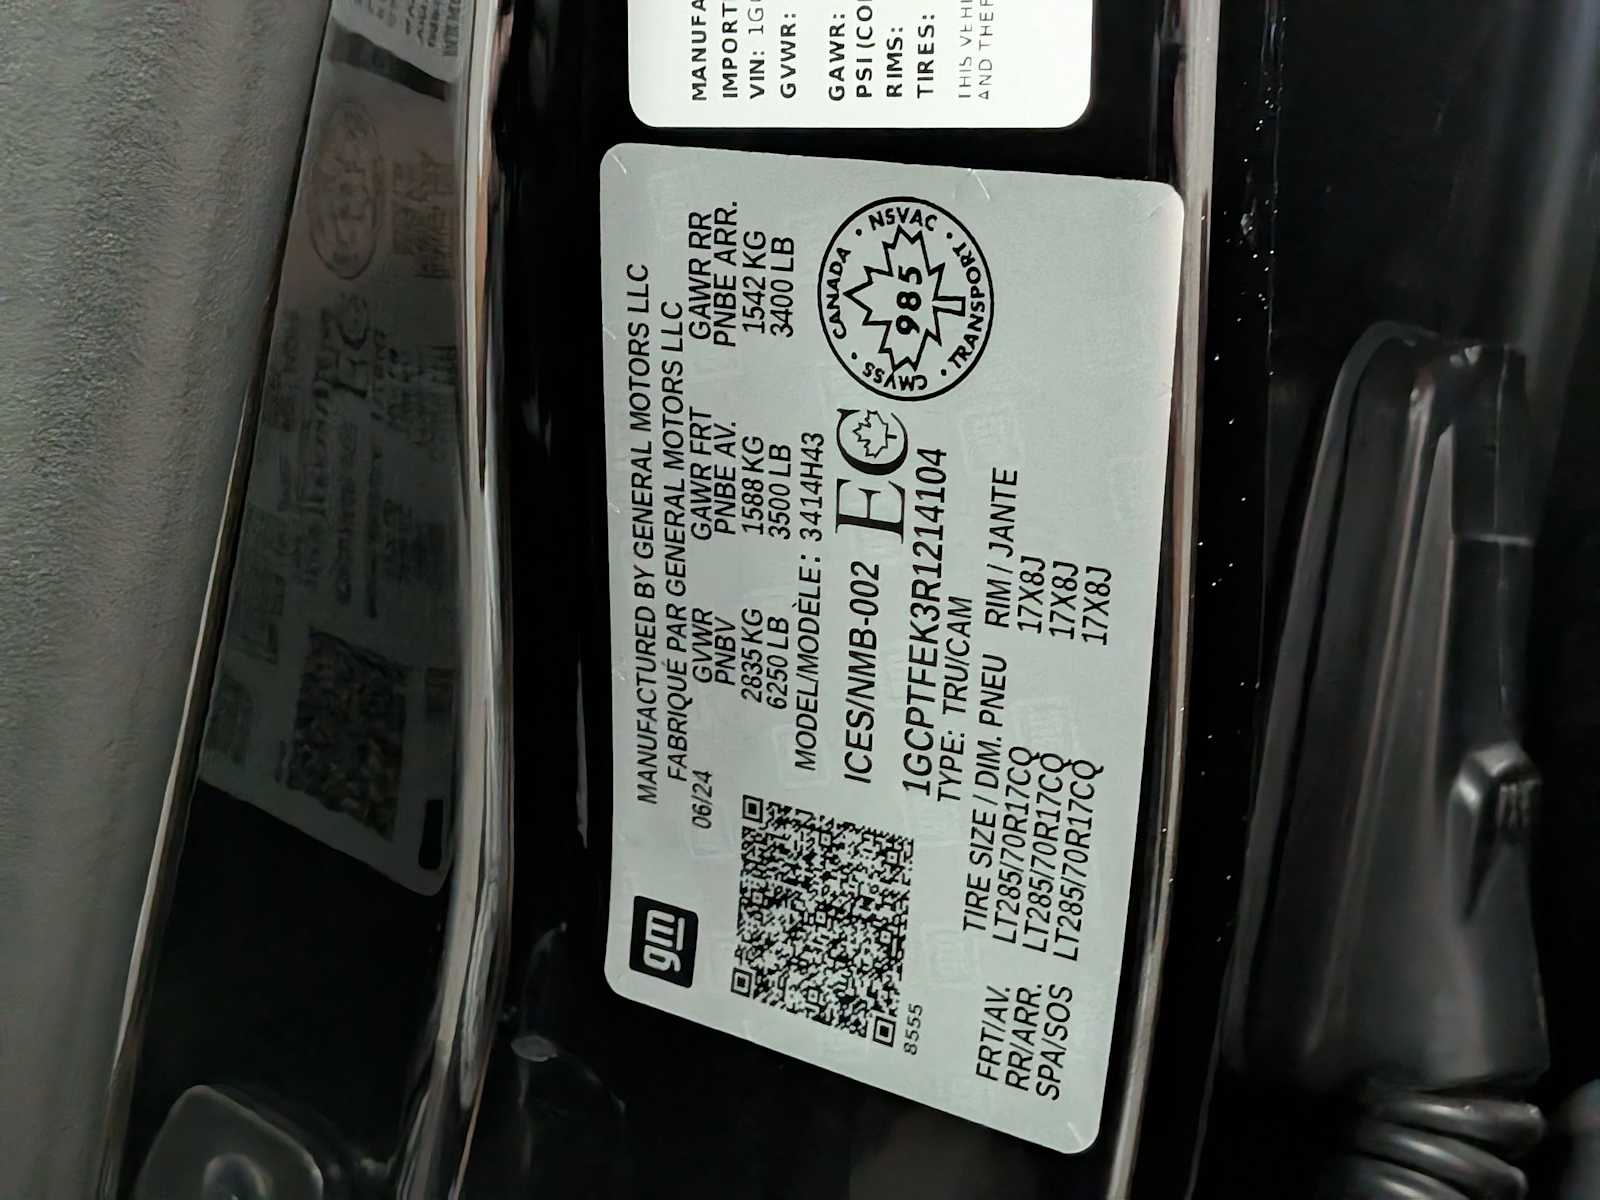 MANUFA
IMPORT
VIN: 1G
GVWR:
GAWR:
PSI (CO
RIMS:
TIRES:
THIS VEHI
AND THER
gm
MANUFACTURED BY GENERAL MOTORS LLC
FABRIQUÉ PAR GENERAL MOTORS LLC
06/24 GVWR GAWR FRT GAWR RR
PNBV PNBE AV. PNBE ARR.
2835 KG 1588 KG 1542 KG
6250 LB 3500 LB 3400 LB
MODEL/MODÈLE: 3414H43
ICES/NMB-002 EC
CANADA · NSVAC · TRANSPORT · CMVSS ·
985
1GCPTFEK3R1214104
TYPE: TRU/CAM
8555
TIRE SIZE / DIM. PNEU RIM / JANTE
FRT/AV. LT285/70R17CQ 17X8J
RR/ARR. LT285/70R17CQ 17X8J
SPA/SOS LT285/70R17CQ 17X8J